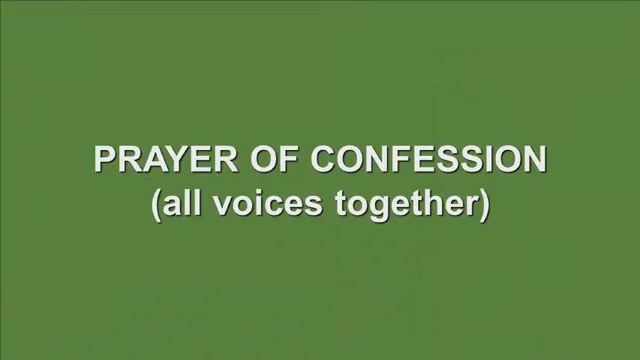 PRAYER OF CONFESSION
(all voices together)